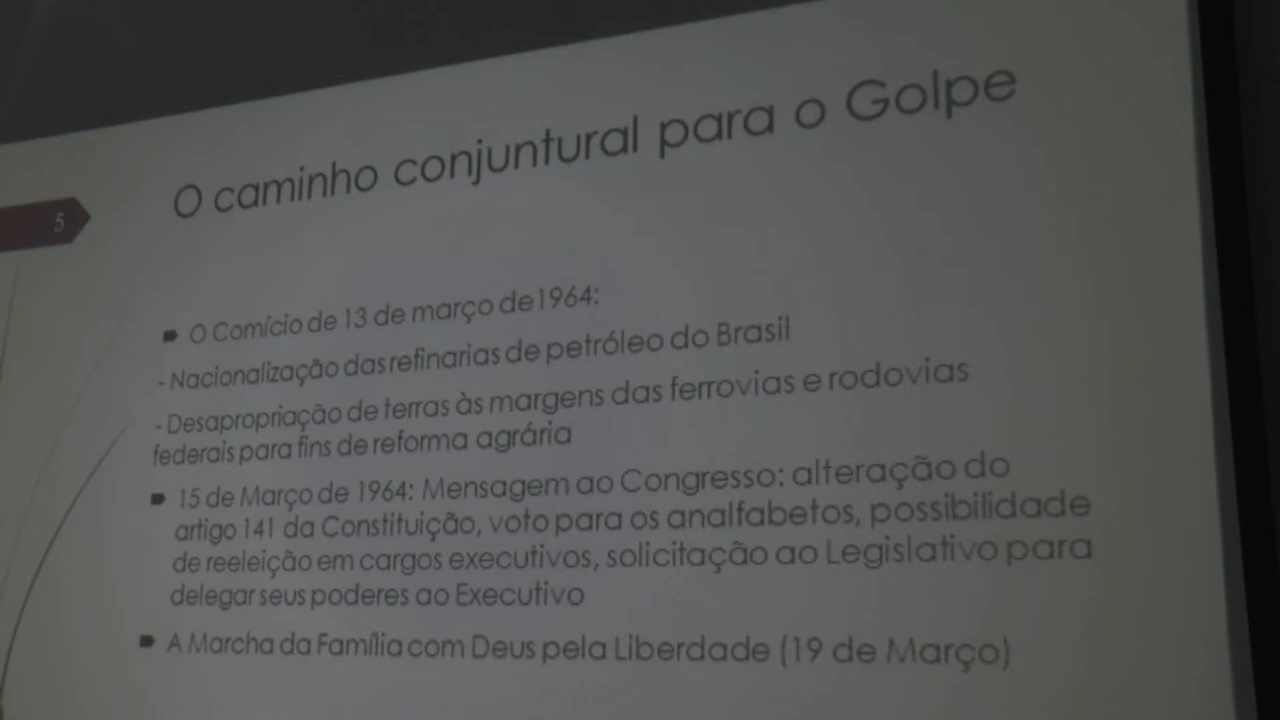 O caminho conjuntural para o Golpe
5
O Comício de 13 de março de1964:
- Nacionalização das refinarias de petróleo do Brasil
- Desapropriação de terras às margens das ferrovias e rodovias
federais para fins de reforma agrária
15 de Março de 1964: Mensagem ao Congresso: alteração do
artigo 141 da Constituição, voto para os analfabetos, possibilidade
de reeleição em cargos executivos, solicitação ao Legislativo para
delegar seus poderes ao Executivo
A Marcha da Família com Deus pela Liberdade (19 de Março)